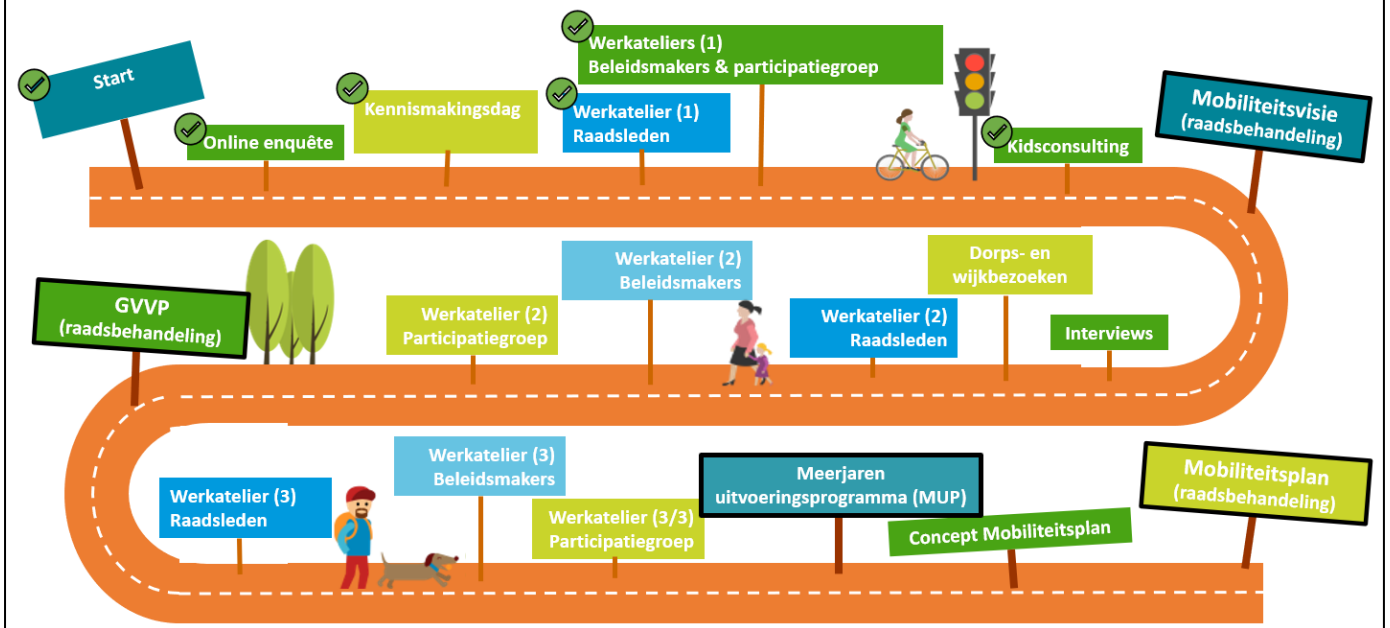 Start
Online enquête
Kennismakingsdag
Werkatelier (1)
Raadsleden
Werkateliers (1)
Beleidsmakers & participatiegroep
Kidsconsulting
Mobiliteitsvisie
(raadsbehandeling)
Interviews
Dorps- en
wijkbezoeken
Werkatelier (2)
Raadsleden
Werkatelier (2)
Beleidsmakers
Werkatelier (2)
Participatiegroep
GVVP
(raadsbehandeling)
Werkatelier (3)
Raadsleden
Werkatelier (3)
Beleidsmakers
Werkatelier (3/3)
Participatiegroep
Meerjaren
uitvoeringsprogramma (MUP)
Concept Mobiliteitsplan
Mobiliteitsplan
(raadsbehandeling)